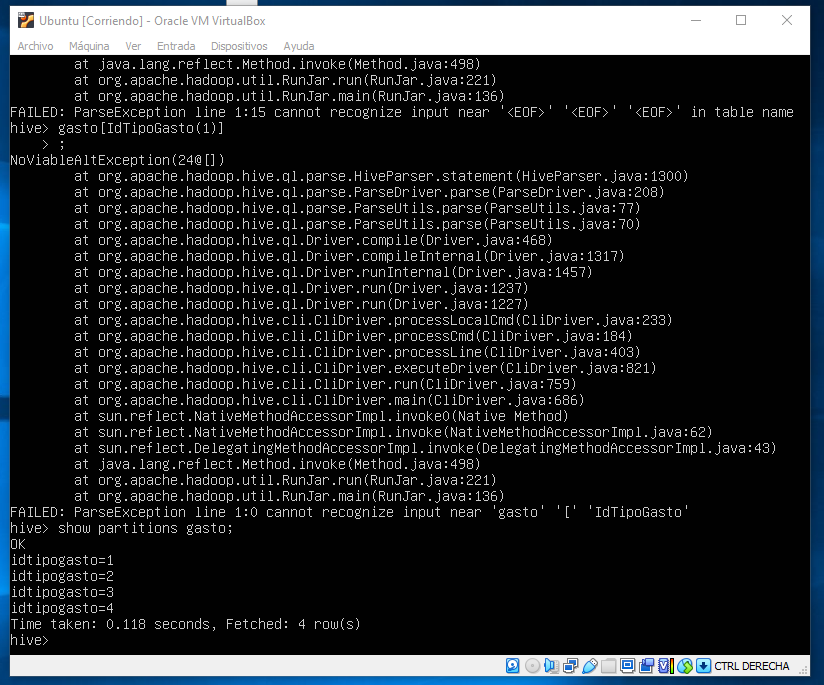 Ubuntu [Corriendo] - Oracle VM VirtualBox
Archivo Máquina Ver Entrada Dispositivos Ayuda
at java.lang.reflect.Method.invoke(Method.java:498)
at org.apache.hadoop.util.RunJar.run(RunJar.java:221)
at org.apache.hadoop.util.RunJar.main(RunJar.java:136)
FAILED: ParseException line 1:15 cannot recognize input near '<EOF>' '<EOF>' '<EOF>' in table name
hive> gasto[IdTipoGasto(1)]
> ;
NoViableAltException(24@[])
at org.apache.hadoop.hive.ql.parse.HiveParser.statement(HiveParser.java:1300)
at org.apache.hadoop.hive.ql.parse.ParseDriver.parse(ParseDriver.java:208)
at org.apache.hadoop.hive.ql.parse.ParseUtils.parse(ParseUtils.java:77)
at org.apache.hadoop.hive.ql.parse.ParseUtils.parse(ParseUtils.java:70)
at org.apache.hadoop.hive.ql.Driver.compile(Driver.java:468)
at org.apache.hadoop.hive.ql.Driver.compileInternal(Driver.java:1317)
at org.apache.hadoop.hive.ql.Driver.runInternal(Driver.java:1457)
at org.apache.hadoop.hive.ql.Driver.run(Driver.java:1237)
at org.apache.hadoop.hive.ql.Driver.run(Driver.java:1227)
at org.apache.hadoop.hive.cli.CliDriver.processLocalCmd(CliDriver.java:233)
at org.apache.hadoop.hive.cli.CliDriver.processCmd(CliDriver.java:184)
at org.apache.hadoop.hive.cli.CliDriver.processLine(CliDriver.java:403)
at org.apache.hadoop.hive.cli.CliDriver.executeDriver(CliDriver.java:821)
at org.apache.hadoop.hive.cli.CliDriver.run(CliDriver.java:759)
at org.apache.hadoop.hive.cli.CliDriver.main(CliDriver.java:686)
at sun.reflect.NativeMethodAccessorImpl.invoke0(Native Method)
at sun.reflect.NativeMethodAccessorImpl.invoke(NativeMethodAccessorImpl.java:62)
at sun.reflect.DelegatingMethodAccessorImpl.invoke(DelegatingMethodAccessorImpl.java:43)
at java.lang.reflect.Method.invoke(Method.java:498)
at org.apache.hadoop.util.RunJar.run(RunJar.java:221)
at org.apache.hadoop.util.RunJar.main(RunJar.java:136)
FAILED: ParseException line 1:0 cannot recognize input near 'gasto' '[' 'IdTipoGasto'
hive> show partitions gasto;
OK
idtipogasto=1
idtipogasto=2
idtipogasto=3
idtipogasto=4
Time taken: 0.118 seconds, Fetched: 4 row(s)
hive>
CTRL DERECHA